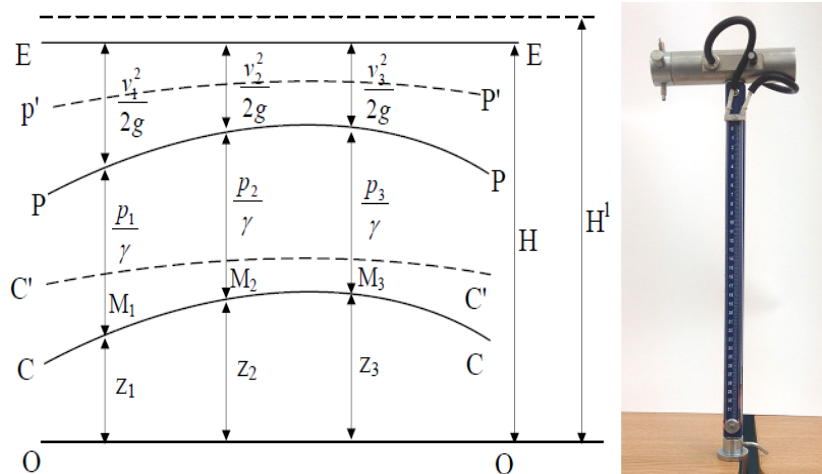 E
E
H¹
v₁²/2g
v₂²/2g
v₃²/2g
p'
P'
P
P
p₁/γ
p₂/γ
p₃/γ
H
C'
M₁
M₂
M₃
C'
C
C
z₁
z₂
z₃
O
O